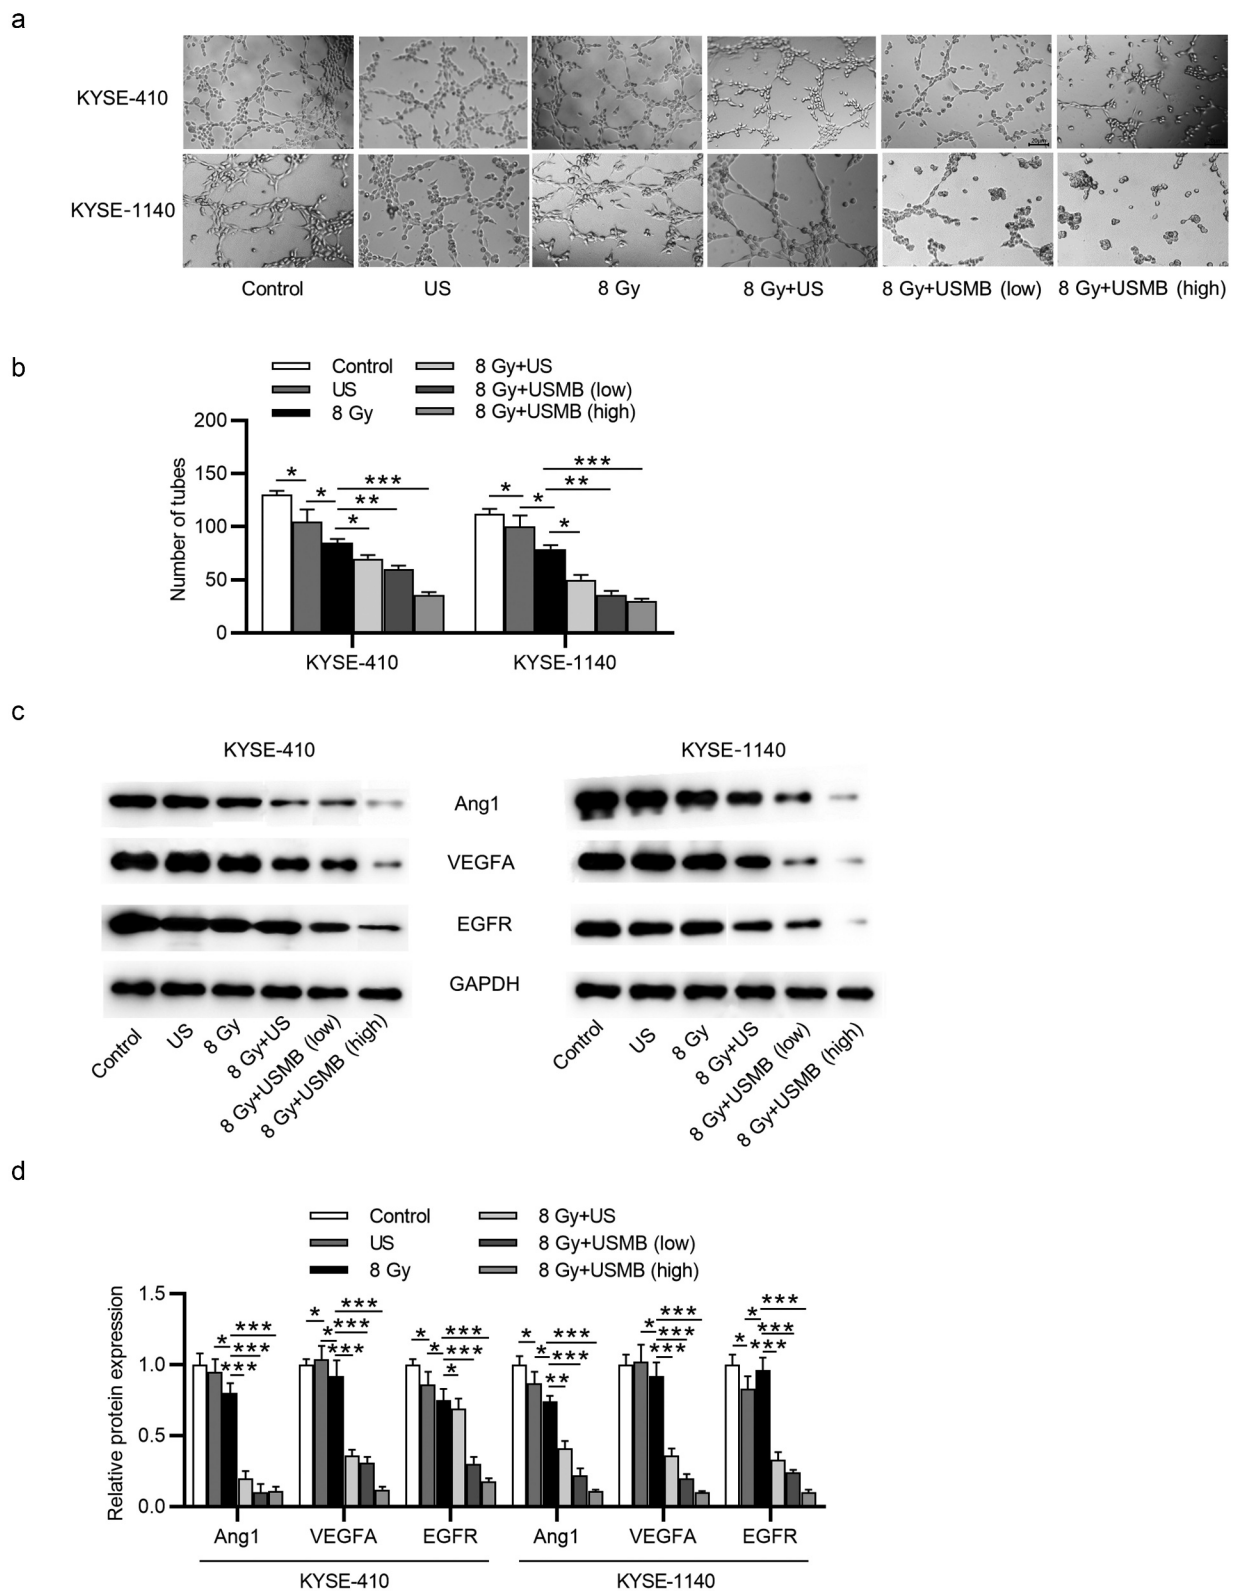 a
KYSE-410
KYSE-1140
Control US 8 Gy 8 Gy+US 8 Gy+USMB (low) 8 Gy+USMB (high)
b
Control 8 Gy+US
US 8 Gy+USMB (low)
8 Gy 8 Gy+USMB (high)
Number of tubes
200
150
100
50
0
* * * ** ***
* * * ** ***
KYSE-410 KYSE-1140
c
KYSE-410 KYSE-1140
Ang1
VEGFA
EGFR
GAPDH
Control US 8 Gy 8 Gy+US 8 Gy+USMB (low) 8 Gy+USMB (high)
Control US 8 Gy 8 Gy+US 8 Gy+USMB (low) 8 Gy+USMB (high)
d
Control 8 Gy+US
US 8 Gy+USMB (low)
8 Gy 8 Gy+USMB (high)
Relative protein expression
1.5
1.0
0.5
0.0
* *** *** ***
* * *** *** ***
* * * *** ***
* * ** *** ***
* *** *** ***
* * *** *** ***
Ang1 VEGFA EGFR Ang1 VEGFA EGFR
KYSE-410 KYSE-1140